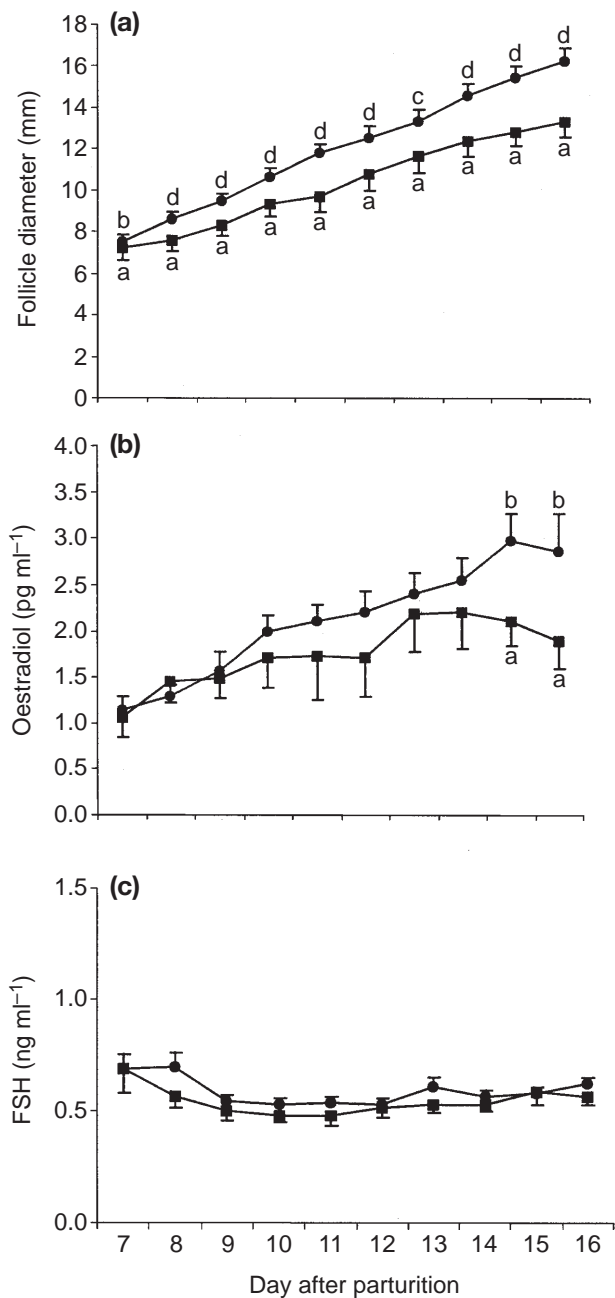 (a)
Follicle diameter (mm)
18
16
14
12
10
8
6
4
2
0
b d d d d d c d d d
a a a a a a a a a a
(b)
Oestradiol (pg ml⁻¹)
4.0
3.5
3.0
2.5
2.0
1.5
1.0
0.5
0.0
b b
a a
(c)
FSH (ng ml⁻¹)
1.5
1.0
0.5
0.0
7 8 9 10 11 12 13 14 15 16
Day after parturition